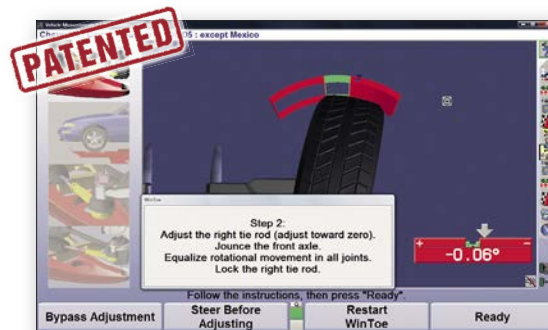 PATENTED
05 : except Mexico
WinToe
Step 2:
Adjust the right tie rod (adjust toward zero).
Jounce the front axle.
Equalize rotational movement in all joints.
Lock the right tie rod.
+ -
-0.06°
Follow the instructions, then press "Ready".
Bypass Adjustment
Steer Before
Adjusting
Restart
WinToe
Ready